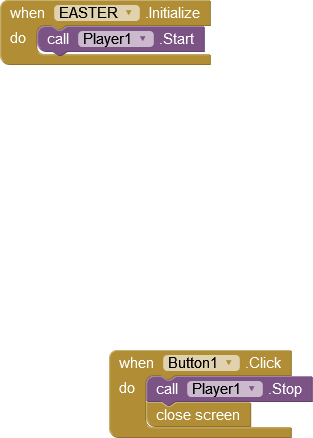 when EASTER .Initialize
do call Player1 .Start
when Button1 .Click
do call Player1 .Stop
close screen